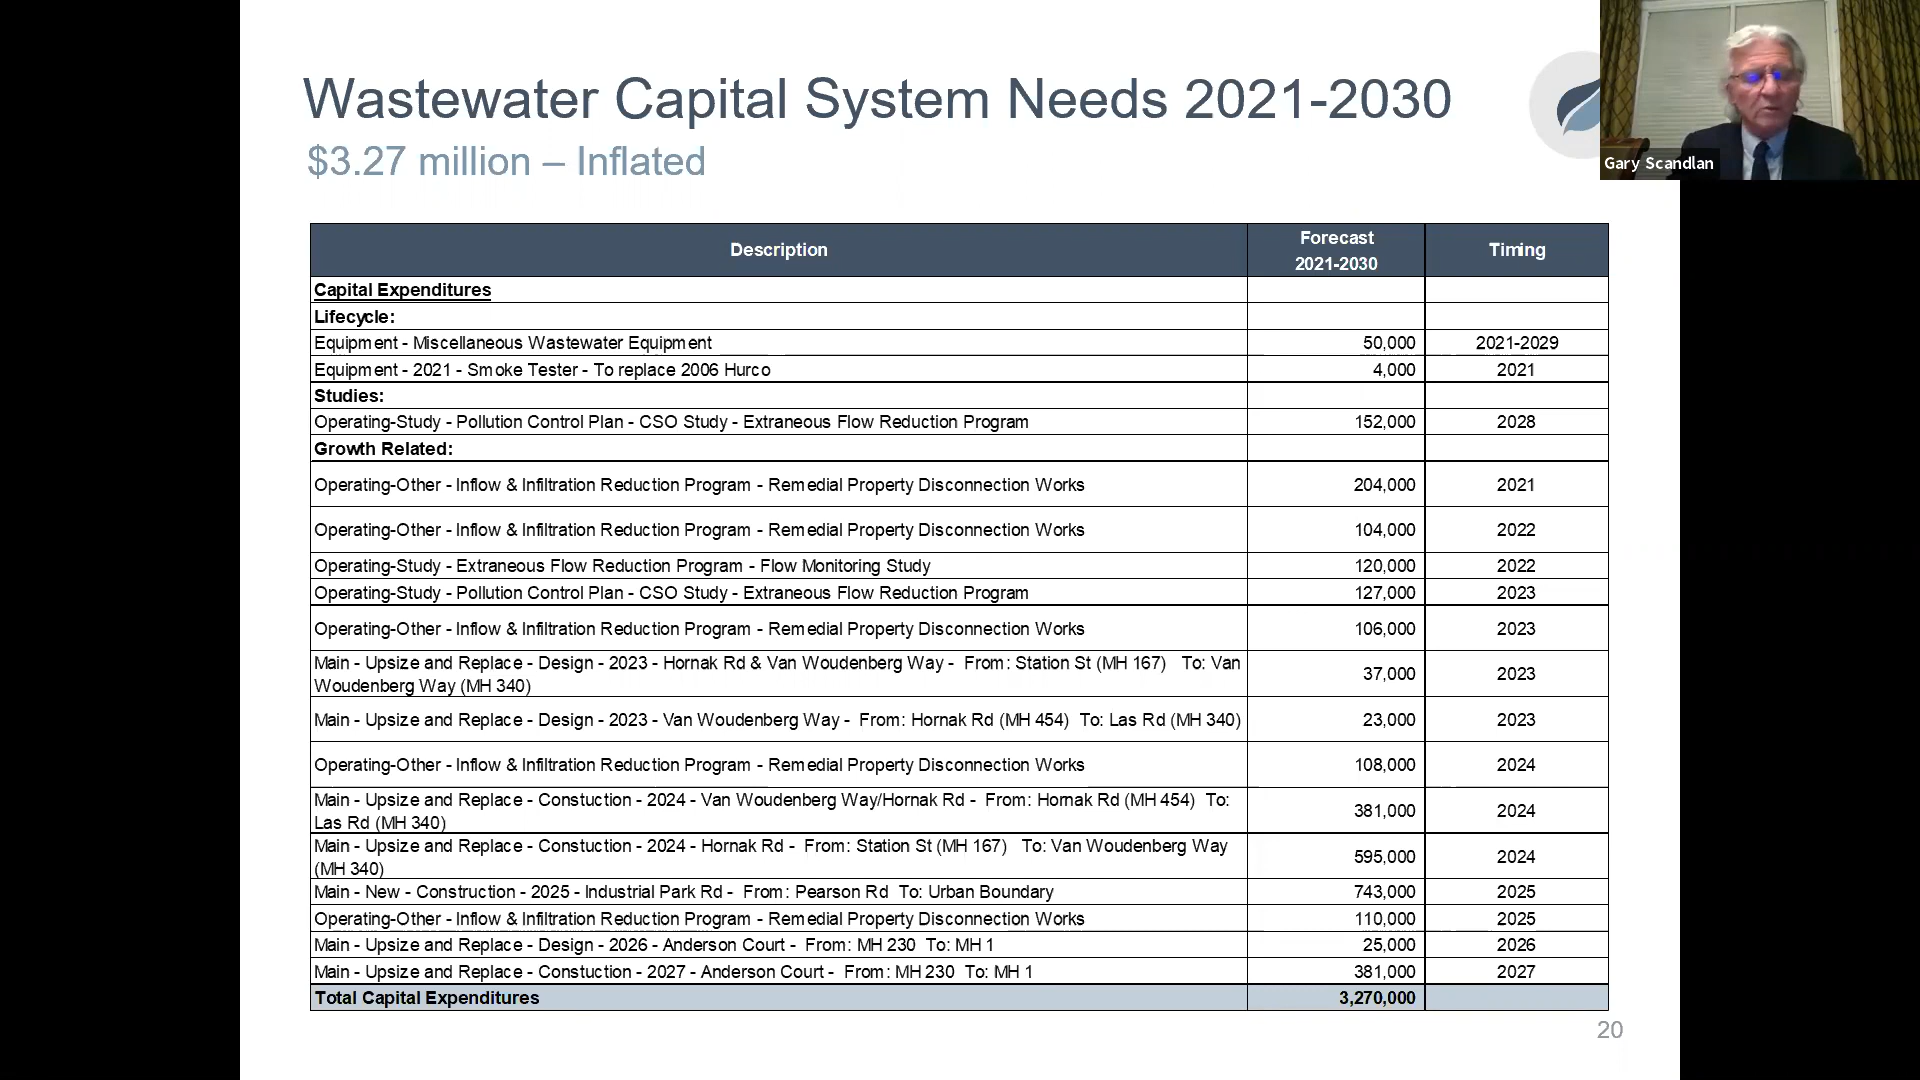 Wastewater Capital System Needs 2021-2030
$3.27 million – Inflated
Gary Scandlan
Description Forecast 2021-2030 Timing
Capital Expenditures
Lifecycle:
Equipment - Miscellaneous Wastewater Equipment 50,000 2021-2029
Equipment - 2021 - Smoke Tester - To replace 2006 Hurco 4,000 2021
Studies:
Operating-Study - Pollution Control Plan - CSO Study - Extraneous Flow Reduction Program 152,000 2028
Growth Related:
Operating-Other - Inflow & Infiltration Reduction Program - Remedial Property Disconnection Works 204,000 2021
Operating-Other - Inflow & Infiltration Reduction Program - Remedial Property Disconnection Works 104,000 2022
Operating-Study - Extraneous Flow Reduction Program - Flow Monitoring Study 120,000 2022
Operating-Study - Pollution Control Plan - CSO Study - Extraneous Flow Reduction Program 127,000 2023
Operating-Other - Inflow & Infiltration Reduction Program - Remedial Property Disconnection Works 106,000 2023
Main - Upsize and Replace - Design - 2023 - Hornak Rd & Van Woudenberg Way - From: Station St (MH 167) To: Van
Woudenberg Way (MH 340) 37,000 2023
Main - Upsize and Replace - Design - 2023 - Van Woudenberg Way - From: Hornak Rd (MH 454) To: Las Rd (MH 340) 23,000 2023
Operating-Other - Inflow & Infiltration Reduction Program - Remedial Property Disconnection Works 108,000 2024
Main - Upsize and Replace - Constuction - 2024 - Van Woudenberg Way/Hornak Rd - From: Hornak Rd (MH 454) To:
Las Rd (MH 340) 381,000 2024
Main - Upsize and Replace - Constuction - 2024 - Hornak Rd - From: Station St (MH 167) To: Van Woudenberg Way
(MH 340) 595,000 2024
Main - New - Construction - 2025 - Industrial Park Rd - From: Pearson Rd To: Urban Boundary 743,000 2025
Operating-Other - Inflow & Infiltration Reduction Program - Remedial Property Disconnection Works 110,000 2025
Main - Upsize and Replace - Design - 2026 - Anderson Court - From: MH 230 To: MH 1 25,000 2026
Main - Upsize and Replace - Constuction - 2027 - Anderson Court - From: MH 230 To: MH 1 381,000 2027
Total Capital Expenditures 3,270,000
20